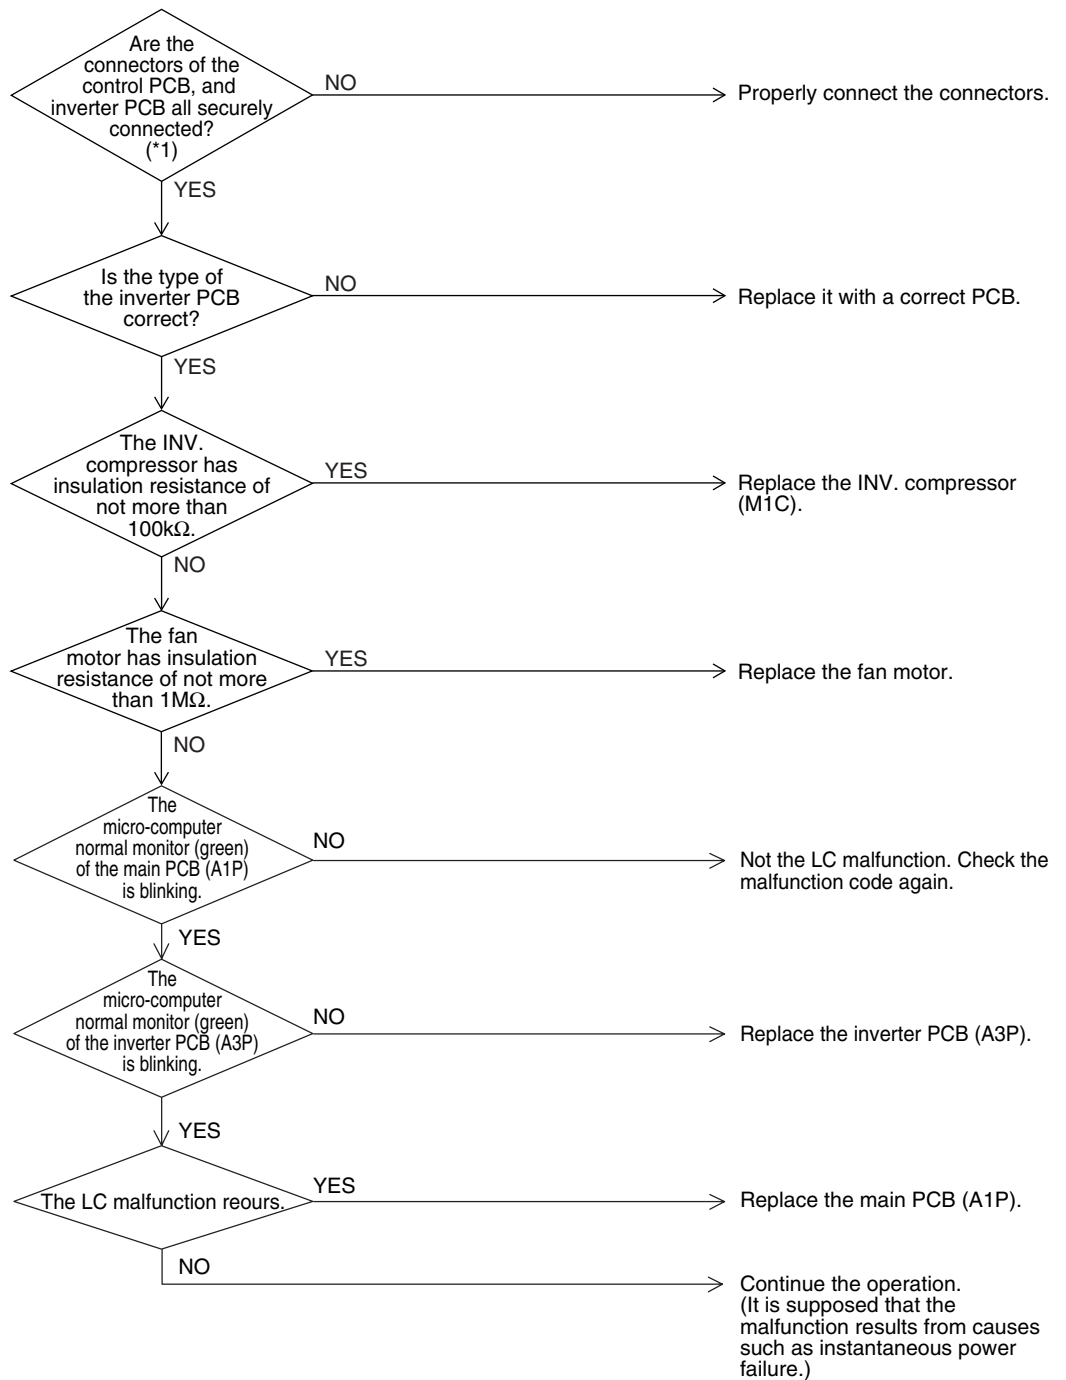 Are the
connectors of the
control PCB, and
inverter PCB all securely
connected?
(*1)
NO
Properly connect the connectors.
YES
Is the type of
the inverter PCB
correct?
NO
Replace it with a correct PCB.
YES
The INV.
compressor has
insulation resistance of
not more than
100kΩ.
YES
Replace the INV. compressor
(M1C).
NO
The fan
motor has insulation
resistance of not more
than 1MΩ.
YES
Replace the fan motor.
NO
The
micro-computer
normal monitor (green)
of the main PCB (A1P)
is blinking.
NO
Not the LC malfunction. Check the
malfunction code again.
YES
The
micro-computer
normal monitor (green)
of the inverter PCB (A3P)
is blinking.
NO
Replace the inverter PCB (A3P).
YES
The LC malfunction reours.
YES
Replace the main PCB (A1P).
NO
Continue the operation.
(It is supposed that the
malfunction results from causes
such as instantaneous power
failure.)